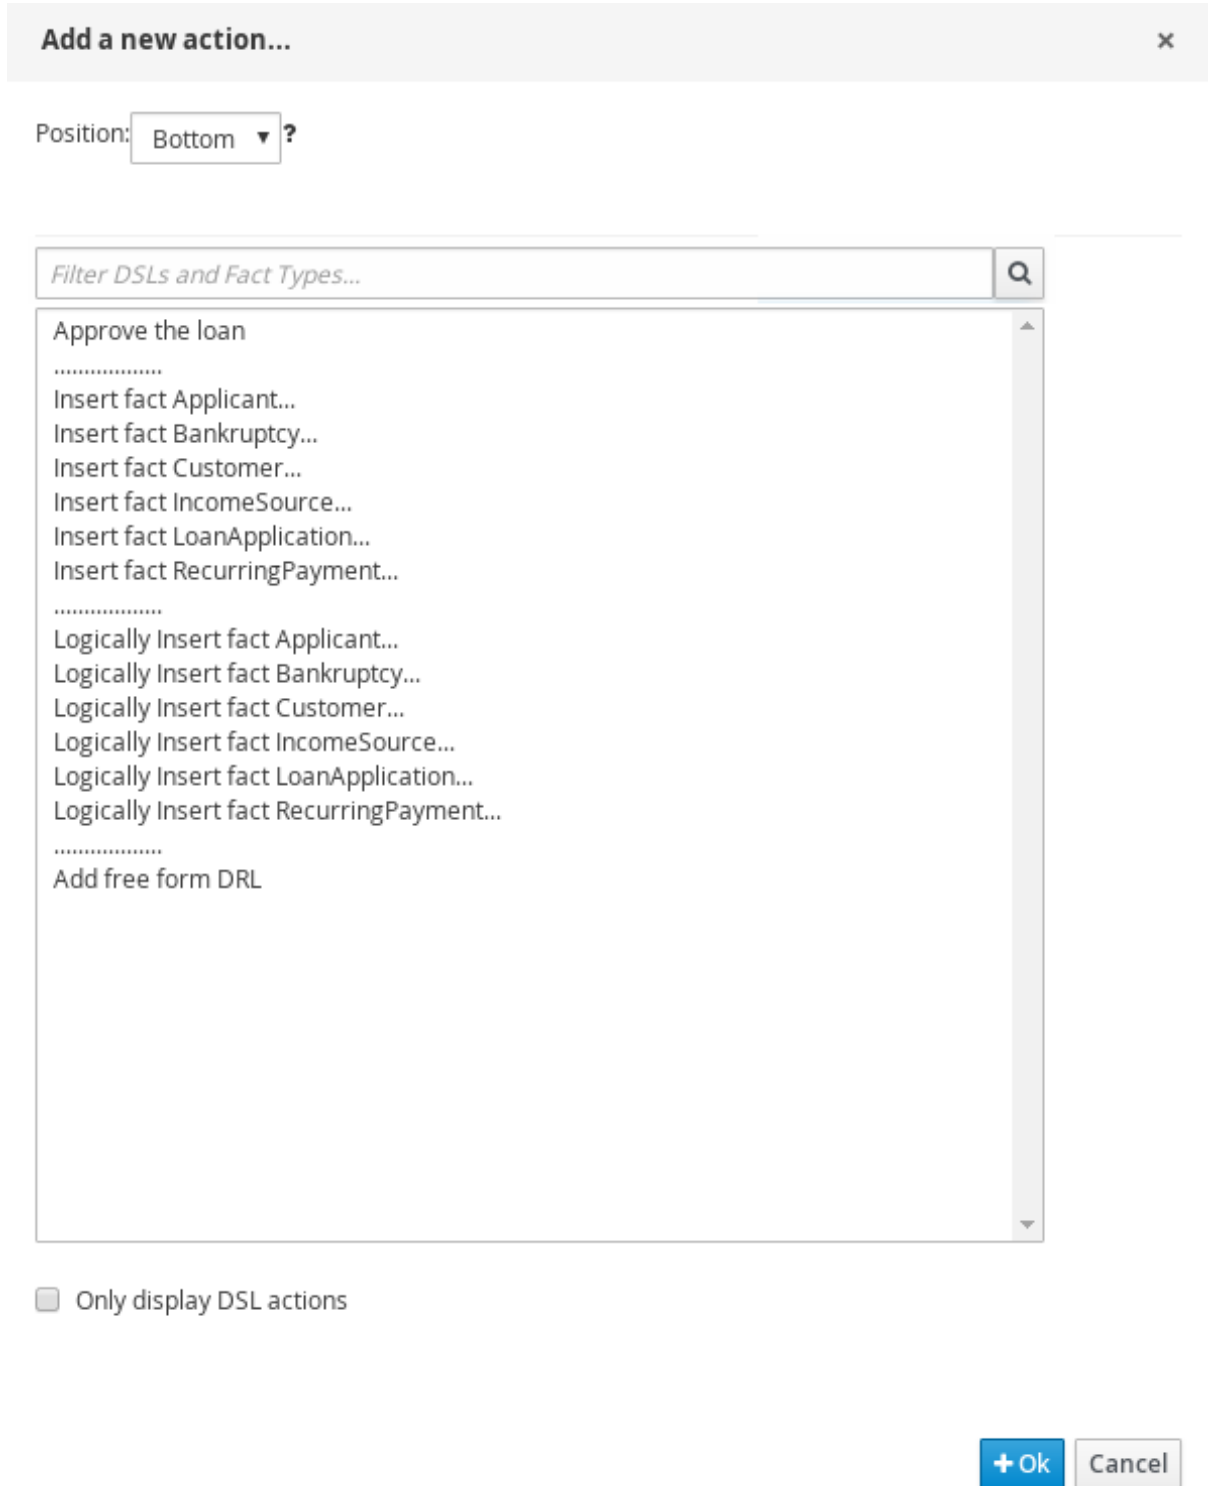 Add a new action...
×
Position: Bottom ▼ ?
Filter DSLs and Fact Types...
Approve the loan
..................
Insert fact Applicant...
Insert fact Bankruptcy...
Insert fact Customer...
Insert fact IncomeSource...
Insert fact LoanApplication...
Insert fact RecurringPayment...
..................
Logically Insert fact Applicant...
Logically Insert fact Bankruptcy...
Logically Insert fact Customer...
Logically Insert fact IncomeSource...
Logically Insert fact LoanApplication...
Logically Insert fact RecurringPayment...
..................
Add free form DRL
Only display DSL actions
+ Ok Cancel